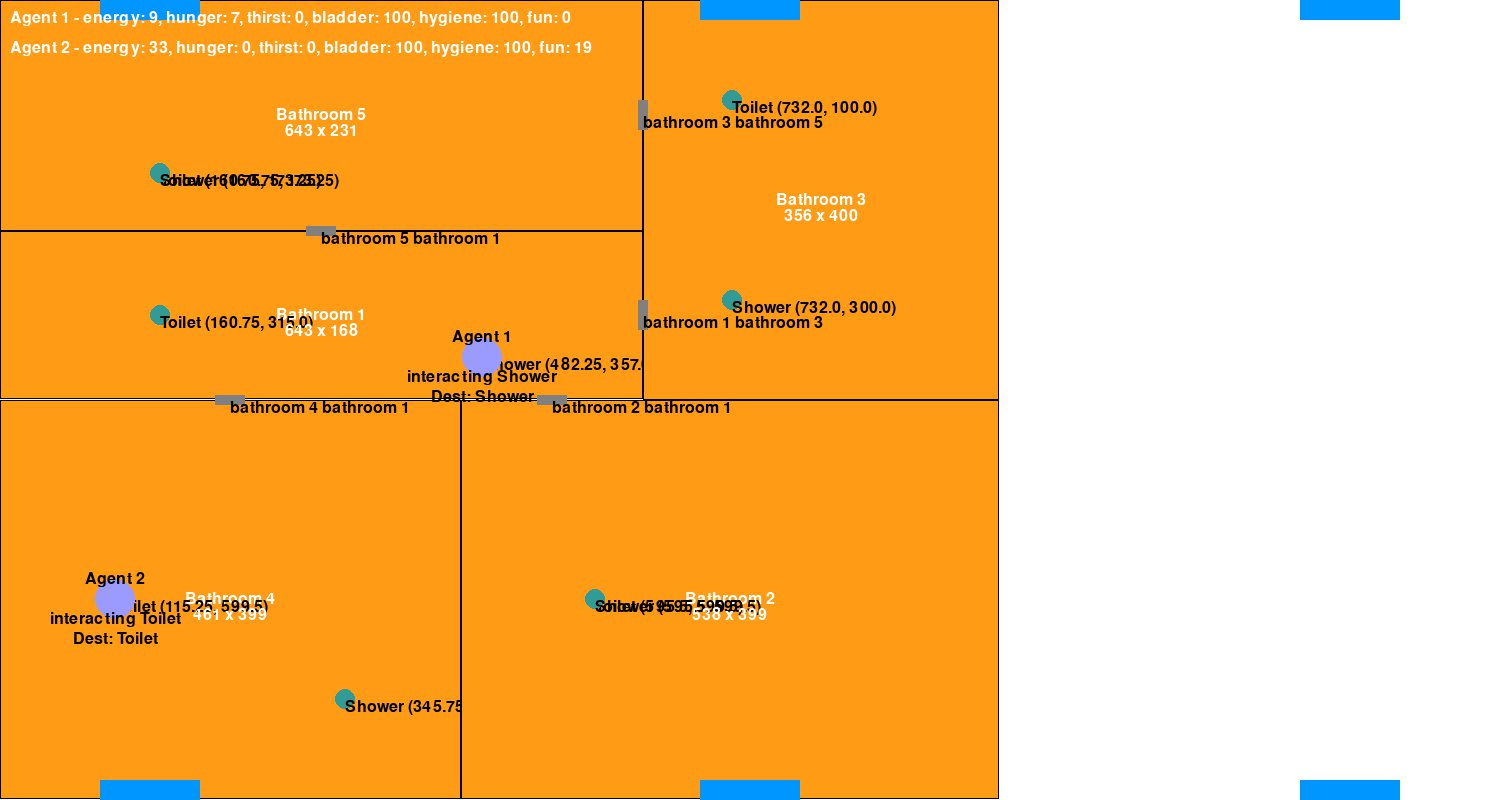 Agent 1 - energy: 9, hunger: 7, thirst: 0, bladder: 100, hygiene: 100, fun: 0
Agent 2 - energy: 33, hunger: 0, thirst: 0, bladder: 100, hygiene: 100, fun: 19
Bathroom 5
643 x 231
Toilet (732.0, 100.0)
bathroom 3 bathroom 5
Bathroom 3
356 x 400
bathroom 5 bathroom 1
Shower (732.0, 300.0)
bathroom 1 bathroom 3
Bathroom 1
643 x 168
Toilet (160.75, 315.0)
Agent 1
hower (482.25, 357.
interacting Shower
Dest: Shower
bathroom 4 bathroom 1
bathroom 2 bathroom 1
Agent 2
Bathroom 4
461 x 399
ilet (115.25, 599.5)
interacting Toilet
Dest: Toilet
Bathroom 2
538 x 399
Shower (345.75